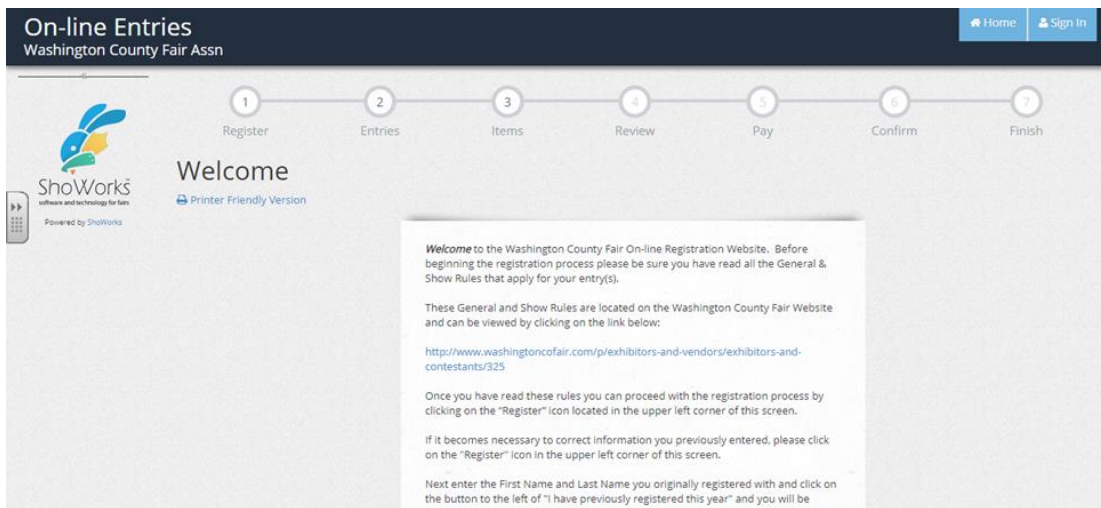 On-line Entries
Washington County Fair Assn
Home
Sign In
1
2
3
4
5
6
7
Register
Entries
Items
Review
Pay
Confirm
Finish
ShoWorks
software and technology for fairs
Powered by ShoWorks
Welcome
Printer Friendly Version
Welcome to the Washington County Fair On-line Registration Website. Before
beginning the registration process please be sure you have read all the General &
Show Rules that apply for your entry(s).
These General and Show Rules are located on the Washington County Fair Website
and can be viewed by clicking on the link below:
http://www.washingtoncofair.com/p/exhibitors-and-vendors/exhibitors-and-
contestants/325
Once you have read these rules you can proceed with the registration process by
clicking on the "Register" icon located in the upper left corner of this screen.
If it becomes necessary to correct information you previously entered, please click
on the "Register" icon in the upper left corner of this screen.
Next enter the First Name and Last Name you originally registered with and click on
the button to the left of "I have previously registered this year" and you will be